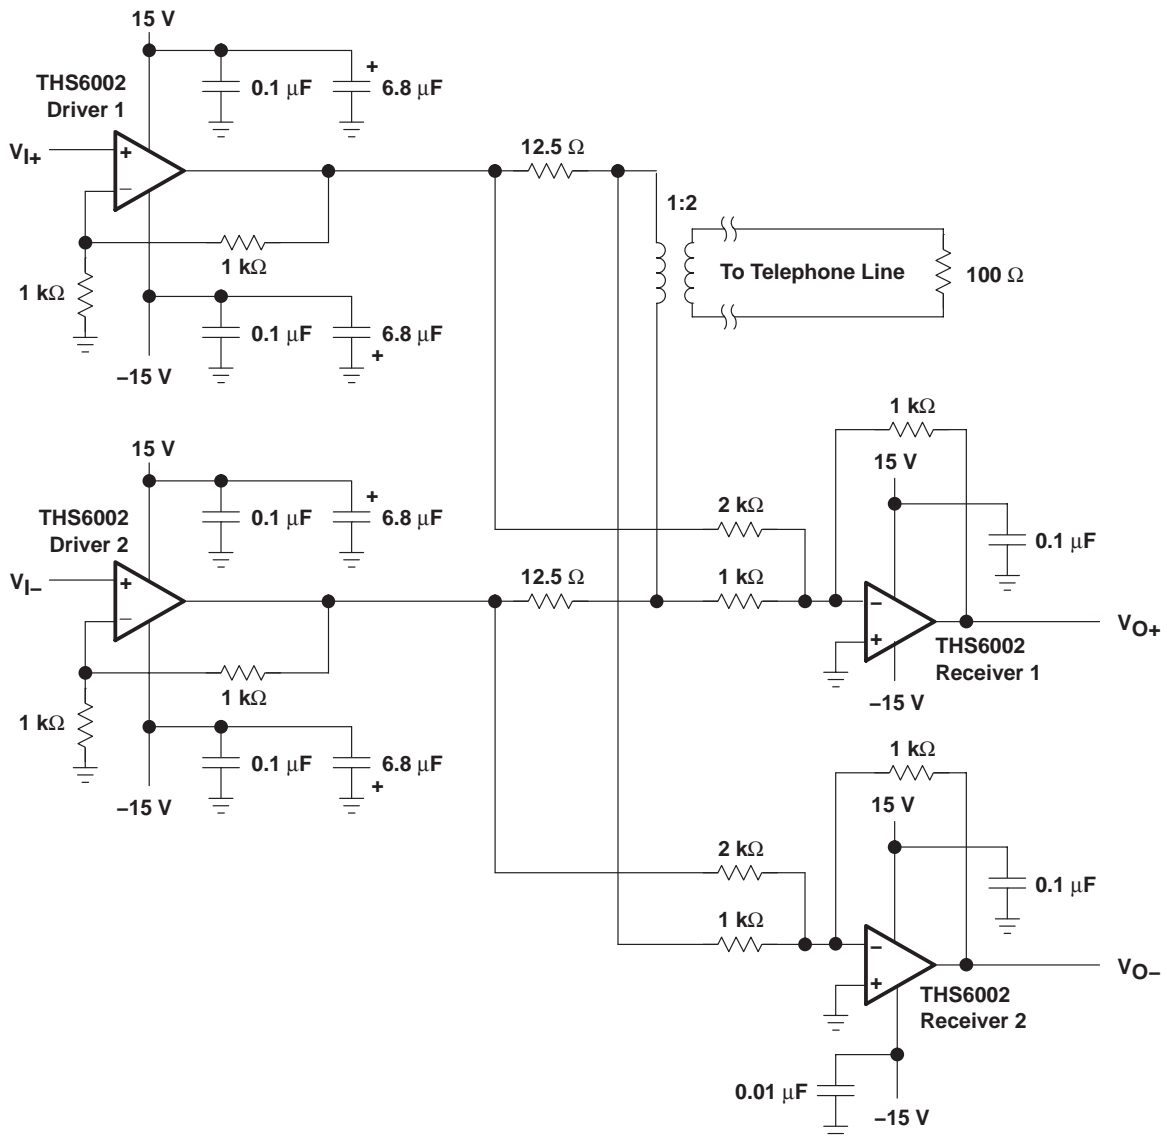 15 V
THS6002
Driver 1
0.1 μF
+
6.8 μF
V_I+
+
−
12.5 Ω
1:2
1 kΩ
1 kΩ
To Telephone Line
100 Ω
0.1 μF
6.8 μF
+
–15 V
15 V
1 kΩ
15 V
THS6002
Driver 2
0.1 μF
+
6.8 μF
2 kΩ
0.1 μF
V_I–
+
−
12.5 Ω
1 kΩ
−
+
V_O+
THS6002
Receiver 1
1 kΩ
1 kΩ
–15 V
0.1 μF
6.8 μF
+
–15 V
1 kΩ
15 V
2 kΩ
0.1 μF
1 kΩ
−
+
V_O–
THS6002
Receiver 2
0.01 μF
–15 V